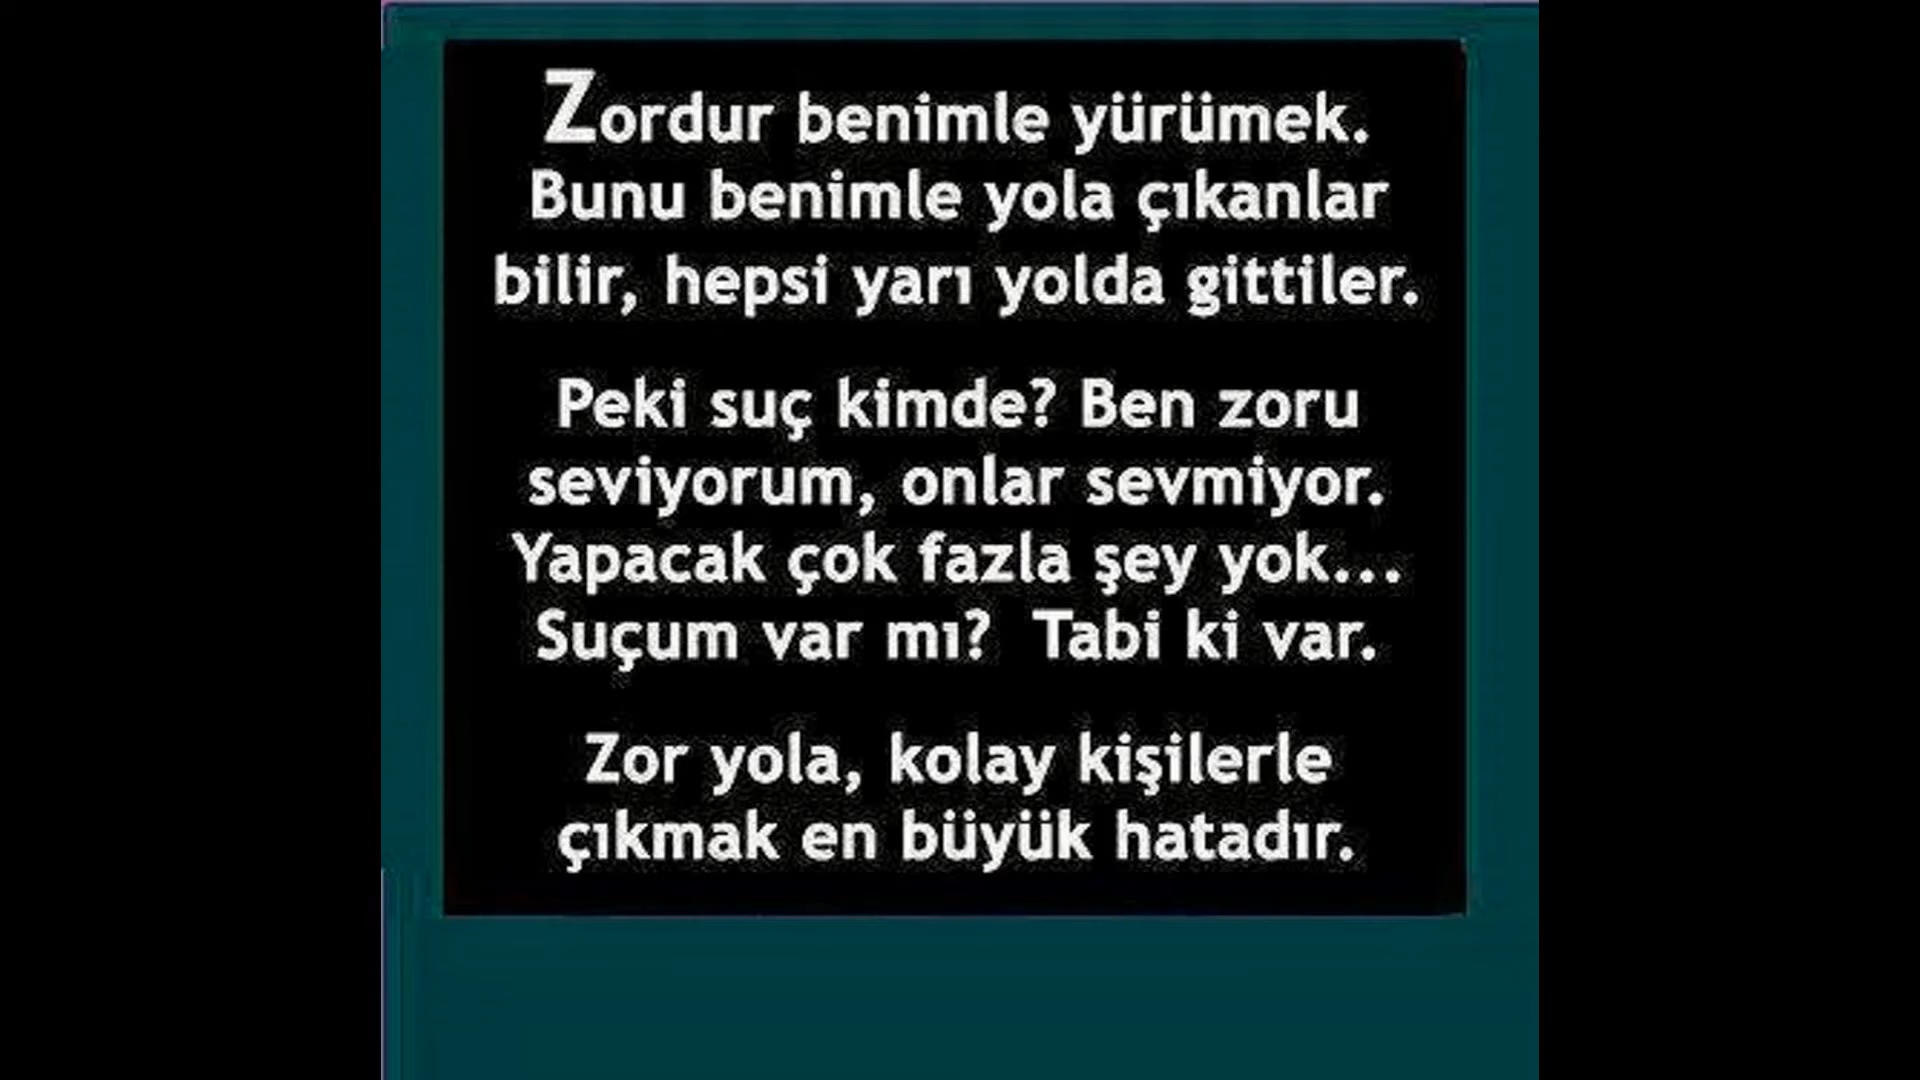 Zordur benimle yürümek.
Bunu benimle yola çıkanlar
bilir, hepsi yarı yolda gittiler.
Peki suç kimde? Ben zoru
seviyorum, onlar sevmiyor.
Yapacak çok fazla şey yok...
Suçum var mı?  Tabi ki var.
Zor yola, kolay kişilerle
çıkmak en büyük hatadır.